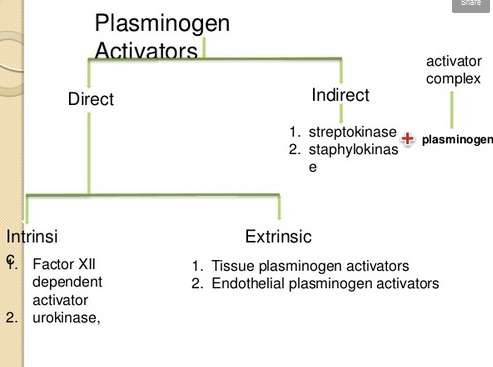 Share
Plasminogen
Activators
activator
complex
Direct
Indirect
1. streptokinase
2. staphylokinas
e
+ plasminogen
Intrinsi
c
Extrinsic
1. Factor XII
dependent
activator
2. urokinase,
1. Tissue plasminogen activators
2. Endothelial plasminogen activators